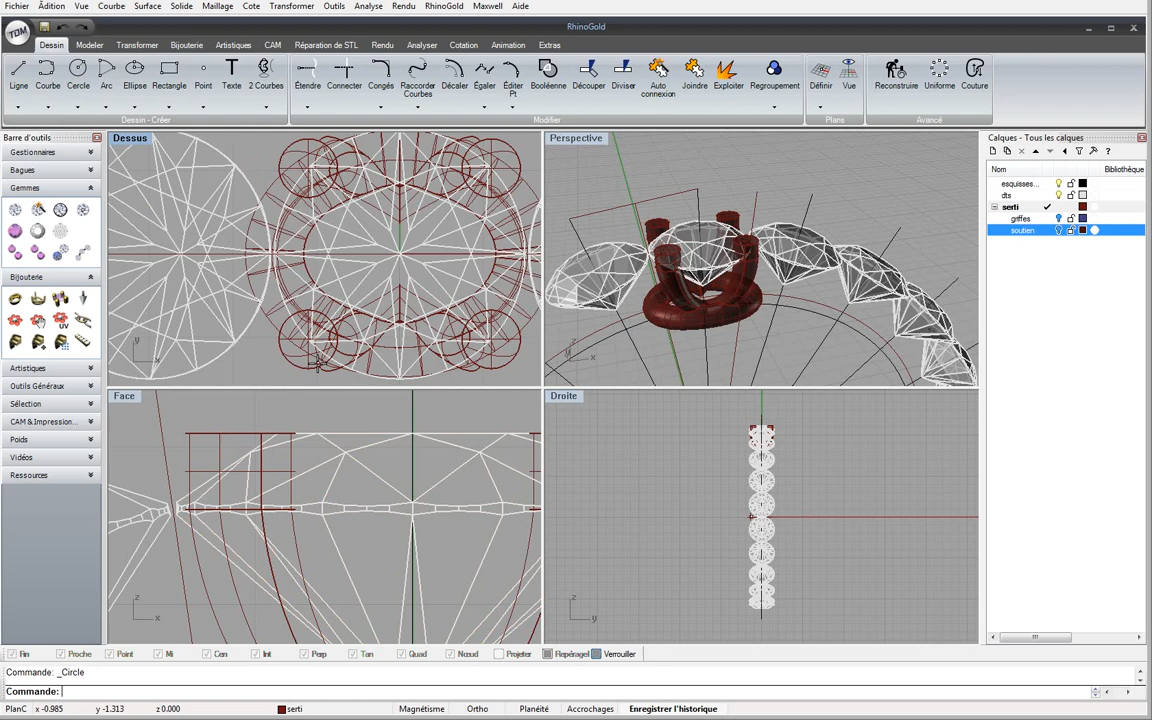 Fichier Âdition Vue Courbe Surface Solide Maillage Cote Transformer Outils Analyse Rendu RhinoGold Maxwell Aide
TDM RhinoGold
Dessin Modeler Transformer Bijouterie Artistiques CAM Réparation de STL Rendu Analyser Cotation Animation Extras
Ligne Courbe Cercle Arc Ellipse Rectangle Point Texte 2 Courbes Étendre Connecter Congés Raccorder Courbes Décaler Égaler Éditer Pt Booléenne Découper Diviser Auto connexion Joindre Exploiter Regroupement Définir Vue Reconstruire Uniforme Couture
Dessin - Créer Modifier Plans Avancé
Barre d'outils
Gestionnaires
Bagues
Gemmes
Bijouterie
UV
Artistiques
Outils Généraux
Sélection
CAM & Impression...
Poids
Vidéos
Ressources
Dessus
y
x
Perspective
y
x
Face
z
x
Droite
z
y
Calques - Tous les calques
?
Nom Bibliothèque
esquisses...
dts
serti
griffes
soutien
Fin Proche Point Mi Cen Int Perp Tan Quad Nœud Projeter Repéragel Verrouiller
Commande: _Circle
Commande:
PlanC x -0.985 y -1.313 z 0.000 serti Magnétisme Ortho Planéité Accrochages Enregistrer l'historique